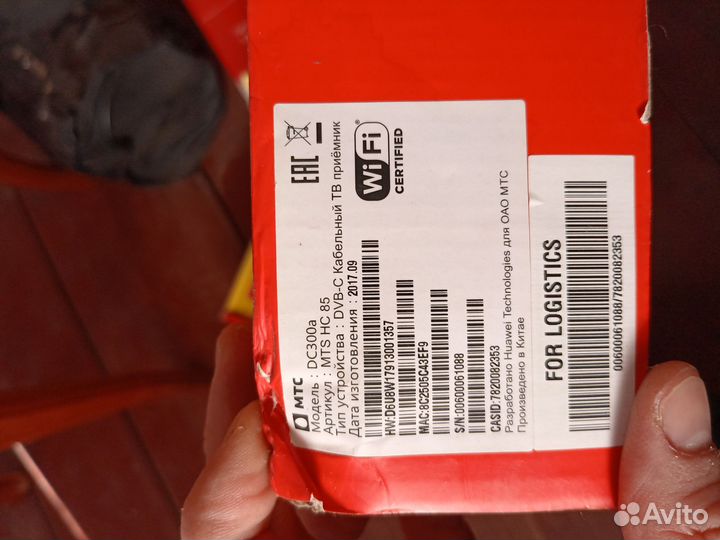 МТС
Модель : DC300a
Артикул : MTS HC 85
Тип устройства : DVB-C Кабельный ТВ приёмник
Дата изготовления : 2017.09
EAC
Wi Fi®
CERTIFIED
HW:D6U8W17913001357
MAC:8C2505C43EF9
S/N:00600061088
CASID:7820082353
Разработано Huawei Technologies для ОАО МТС
Произведено в Китае
FOR LOGISTICS
00600061088/7820082353
Avito